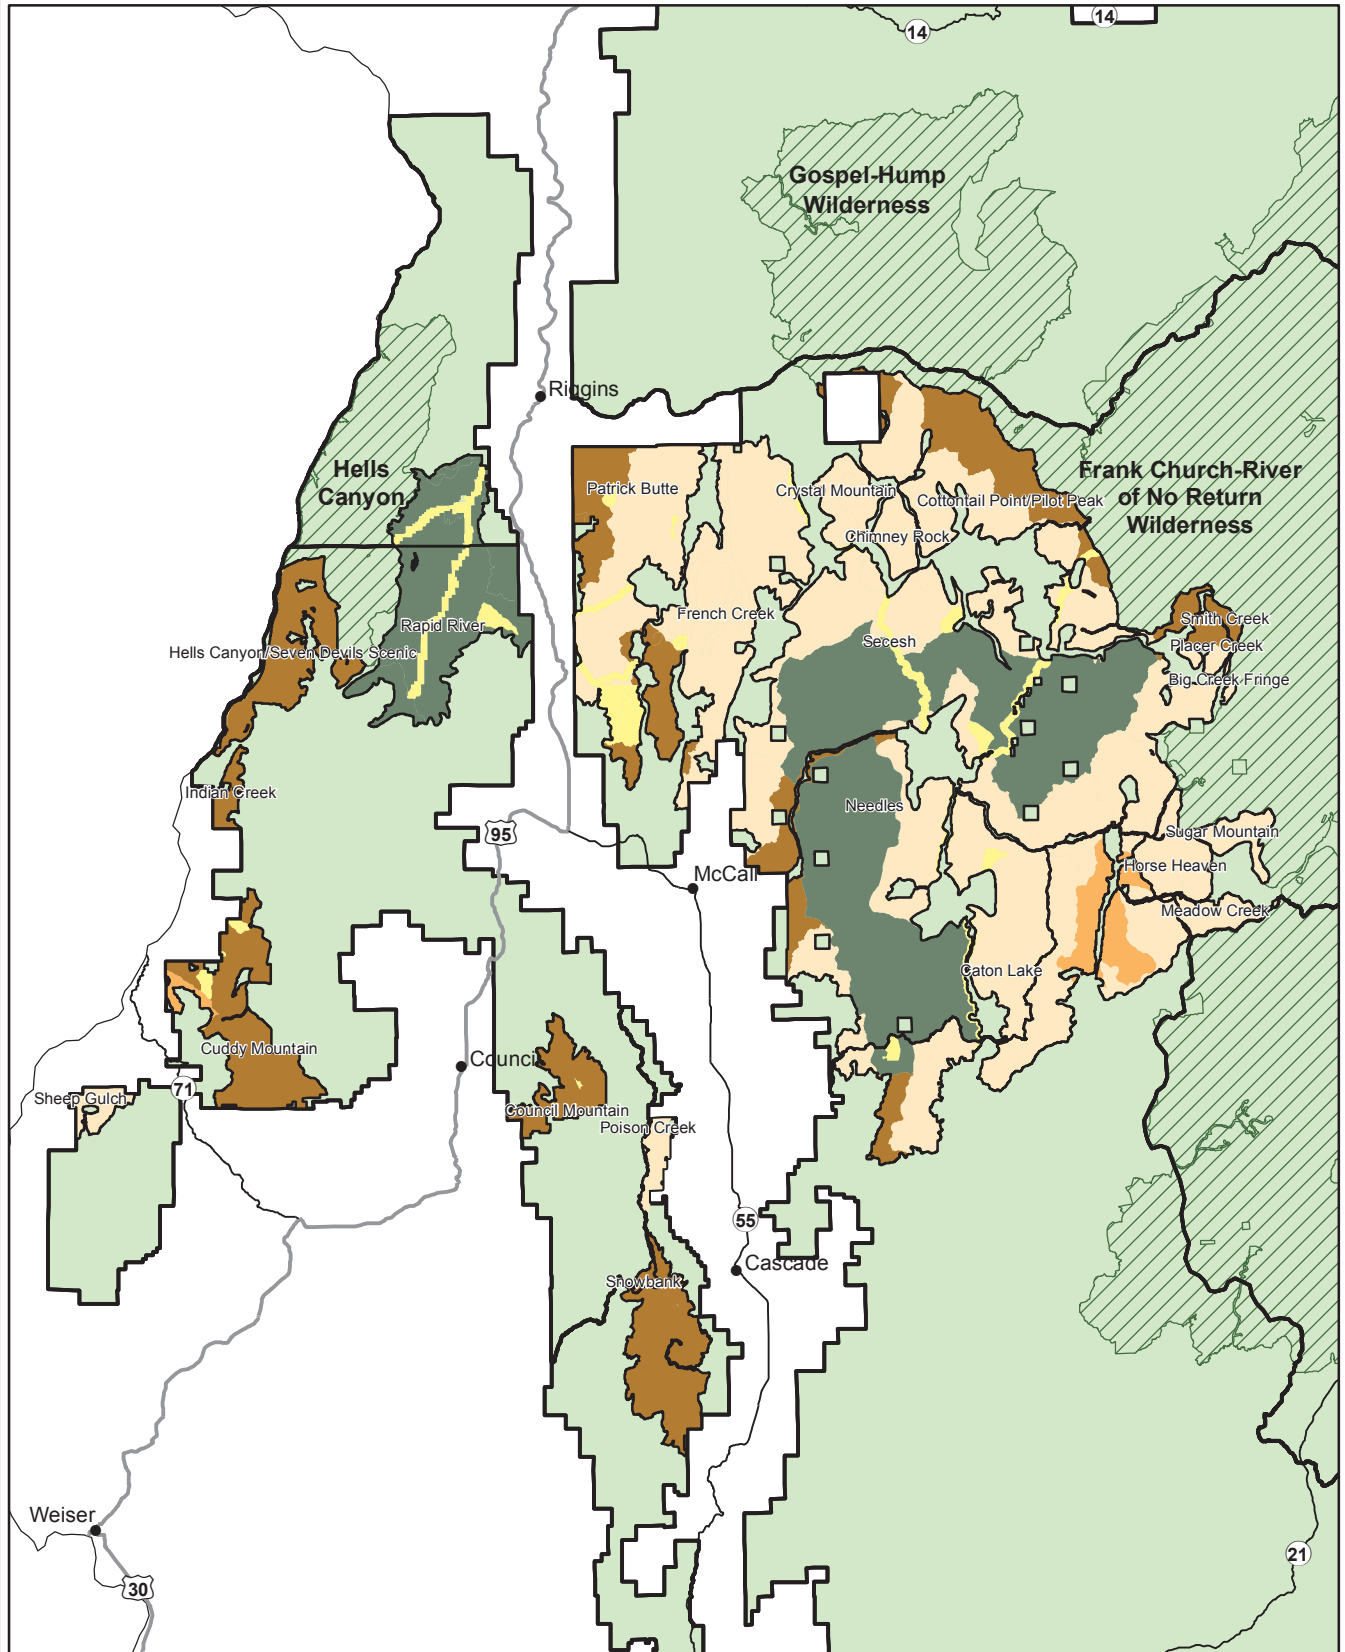 14
14
Gospel-Hump
Wilderness
Riggins
Hells
Canyon
Patrick Butte
Crystal Mountain
Cottontail Point/Pilot Peak
Frank Church-River
of No Return
Wilderness
Chimney Rock
French Creek
Rapid River
Secesh
Smith Creek
Placer Creek
Hells Canyon/Seven Devils Scenic
Big Creek Fringe
Indian Creek
Needles
95
Sugar Mountain
Horse Heaven
McCall
Meadow Creek
Caton Lake
Cuddy Mountain
Council
71
Sheep Gulch
Council Mountain
Poison Creek
55
Cascade
Snowbank
Weiser
30
21